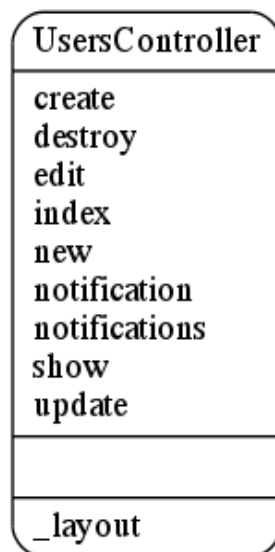 UsersController
create
destroy
edit
index
new
notification
notifications
show
update
_layout